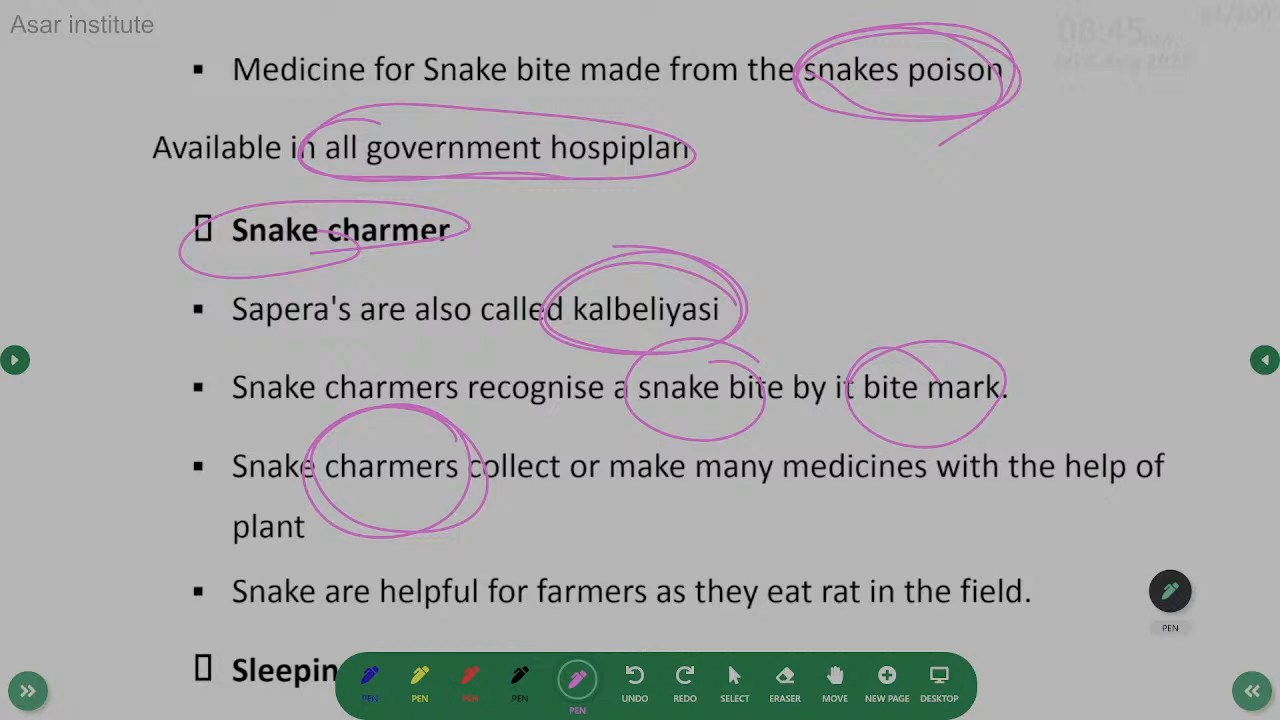 Asar institute
▪ Medicine for Snake bite made from the snakes poison
Available in all government hospiplan
Snake charmer
▪ Sapera's are also called kalbeliyasi
▪ Snake charmers recognise a snake bite by it bite mark.
▪ Snake charmers collect or make many medicines with the help of
plant
▪ Snake are helpful for farmers as they eat rat in the field.
PEN
Sleepin
PEN PEN PEN PEN PEN UNDO REDO SELECT ERASER MOVE NEW PAGE DESKTOP